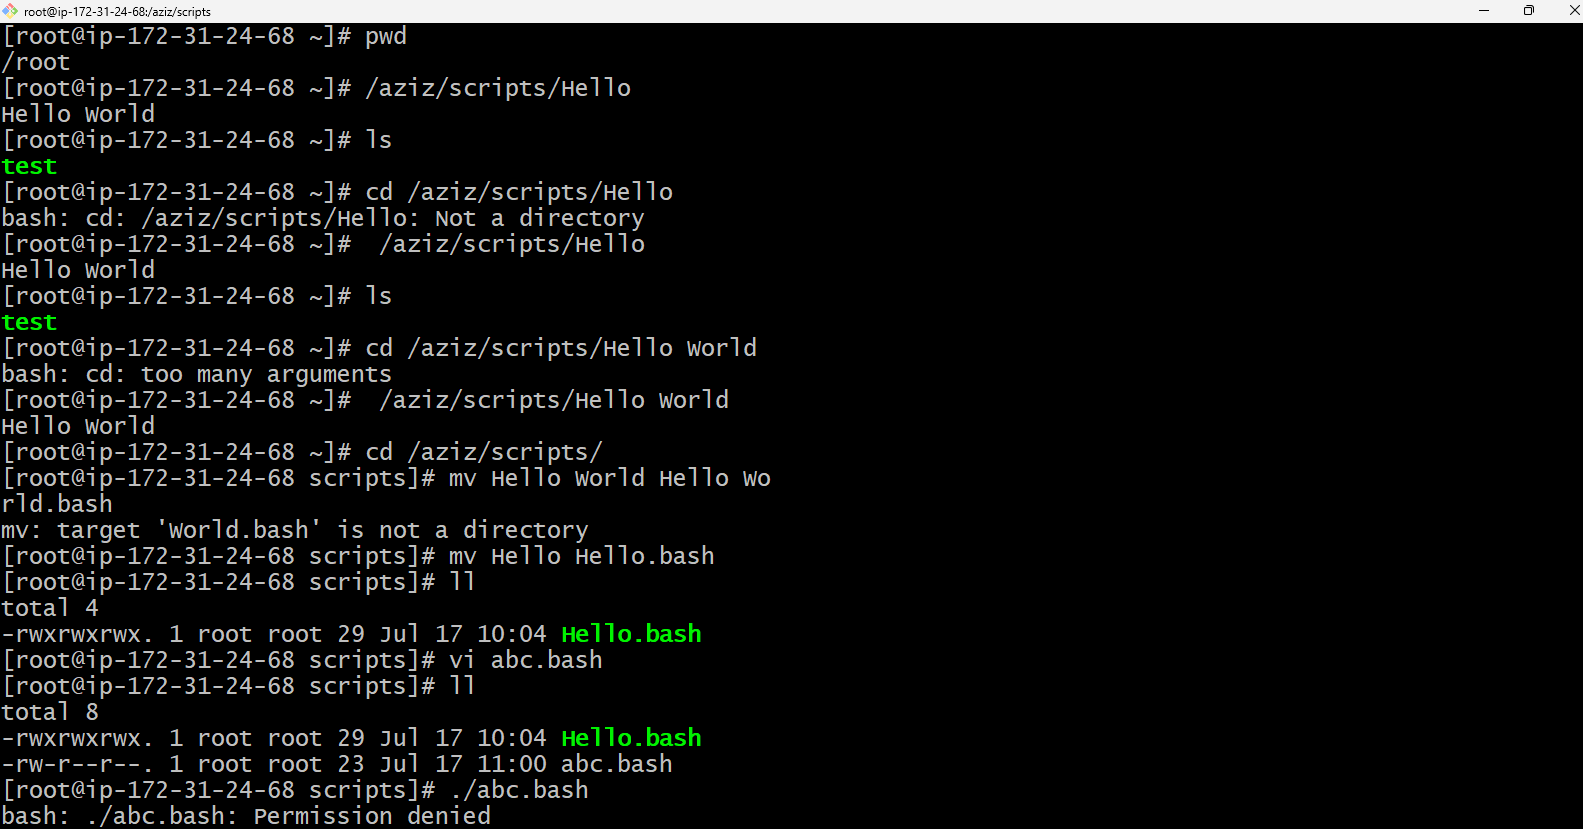 root@ip-172-31-24-68:/aziz/scripts
[root@ip-172-31-24-68 ~]# pwd
/root
[root@ip-172-31-24-68 ~]# /aziz/scripts/Hello
Hello World
[root@ip-172-31-24-68 ~]# ls
test
[root@ip-172-31-24-68 ~]# cd /aziz/scripts/Hello
bash: cd: /aziz/scripts/Hello: Not a directory
[root@ip-172-31-24-68 ~]#  /aziz/scripts/Hello
Hello World
[root@ip-172-31-24-68 ~]# ls
test
[root@ip-172-31-24-68 ~]# cd /aziz/scripts/Hello World
bash: cd: too many arguments
[root@ip-172-31-24-68 ~]#  /aziz/scripts/Hello World
Hello World
[root@ip-172-31-24-68 ~]# cd /aziz/scripts/
[root@ip-172-31-24-68 scripts]# mv Hello World Hello Wo
rld.bash
mv: target 'World.bash' is not a directory
[root@ip-172-31-24-68 scripts]# mv Hello Hello.bash
[root@ip-172-31-24-68 scripts]# ll
total 4
-rwxrwxrwx. 1 root root 29 Jul 17 10:04 Hello.bash
[root@ip-172-31-24-68 scripts]# vi abc.bash
[root@ip-172-31-24-68 scripts]# ll
total 8
-rwxrwxrwx. 1 root root 29 Jul 17 10:04 Hello.bash
-rw-r--r--. 1 root root 23 Jul 17 11:00 abc.bash
[root@ip-172-31-24-68 scripts]# ./abc.bash
bash: ./abc.bash: Permission denied